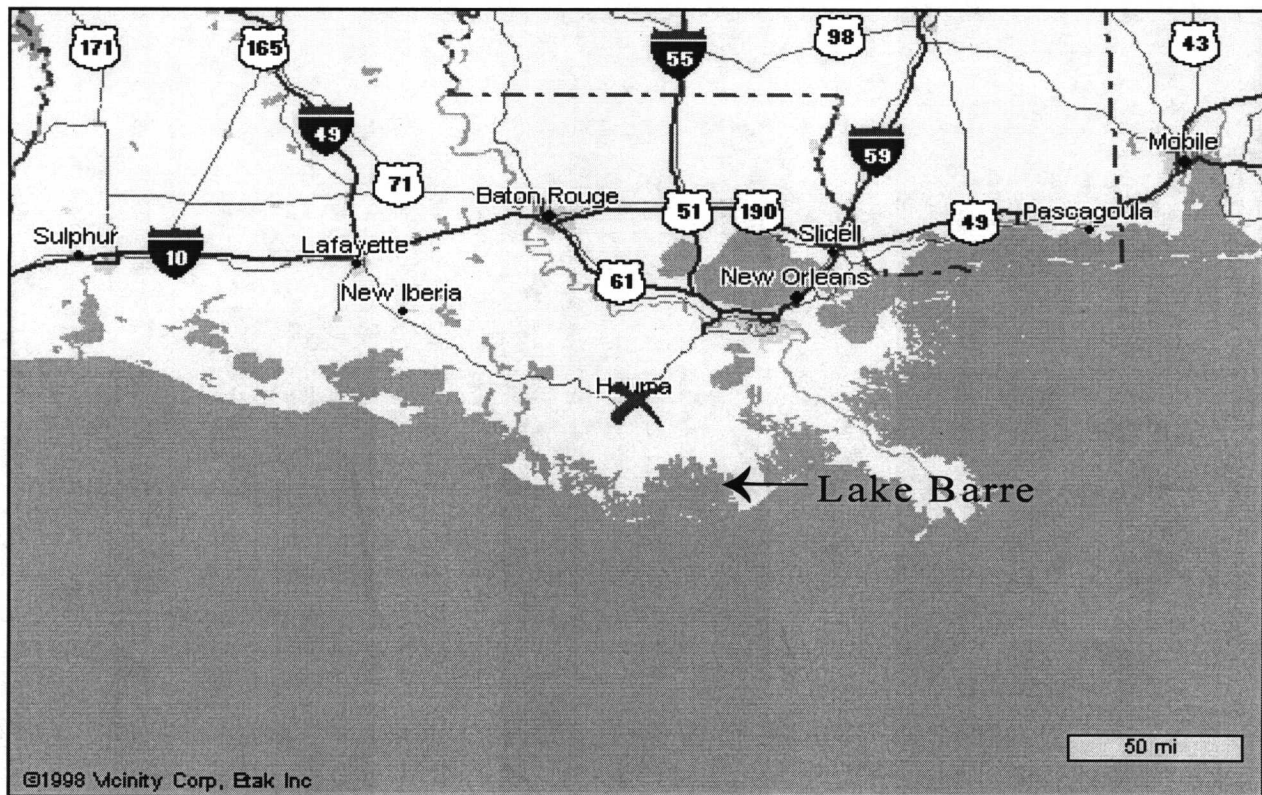 171
165
55
98
43
49
59
Mobile
71
Baton Rouge
51
190
49
Pascagoula
Sulphur
10
Lafayette
Slidell
61
New Orleans
New Iberia
Houma
Lake Barre
50 mi
©1998 Vicinity Corp, Etak Inc